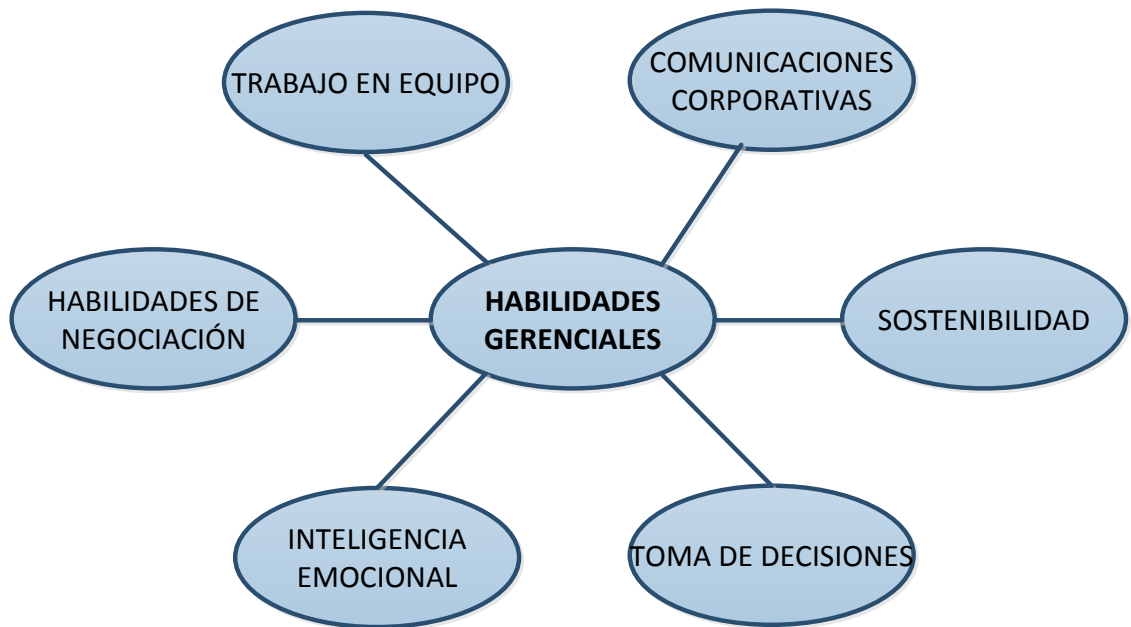 TRABAJO EN EQUIPO
COMUNICACIONES
CORPORATIVAS
HABILIDADES DE
NEGOCIACIÓN
HABILIDADES
GERENCIALES
SOSTENIBILIDAD
INTELIGENCIA
EMOCIONAL
TOMA DE DECISIONES